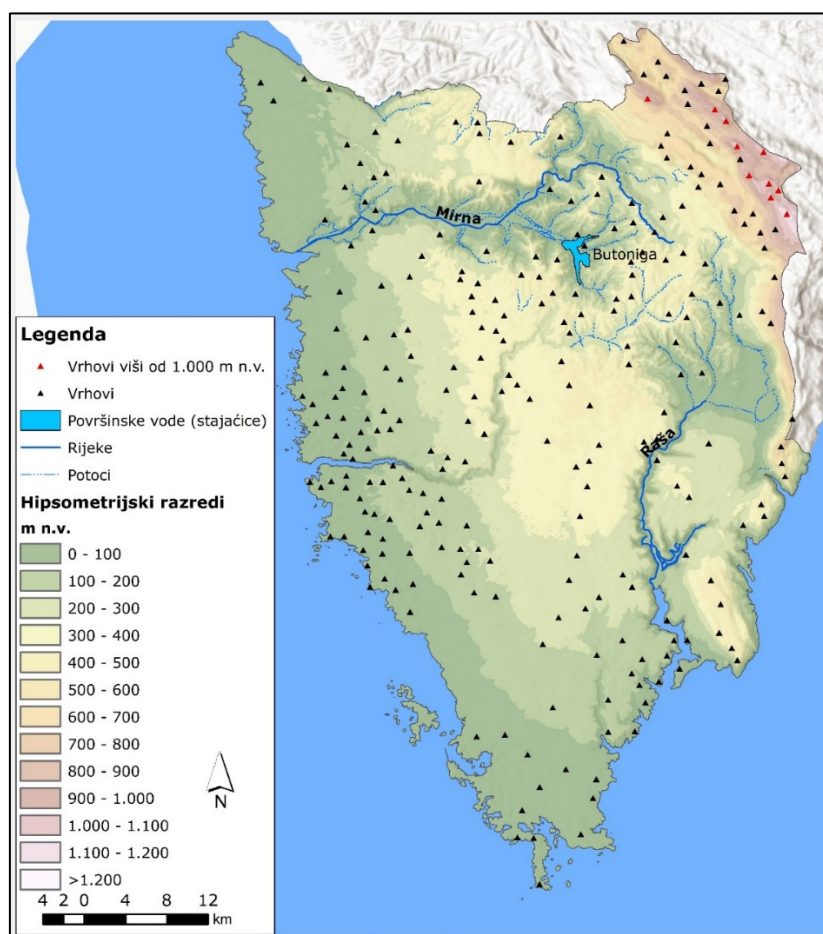 Mirna
Butoniga
Raša
Legenda
Vrhovi viši od 1.000 m n.v.
Vrhovi
Površinske vode (stajaćice)
Rijeke
Potoci
Hipsometrijski razredi
m n.v.
0 - 100
100 - 200
200 - 300
300 - 400
400 - 500
500 - 600
600 - 700
700 - 800
800 - 900
900 - 1.000
1.000 - 1.100
1.100 - 1.200
>1.200
N
4 2 0 4 8 12
km